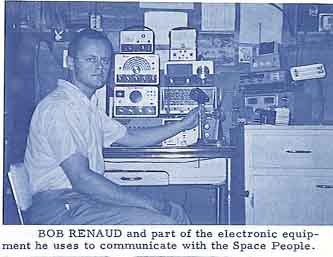 BOB RENAUD and part of the electronic equip-
ment he uses to communicate with the Space People.